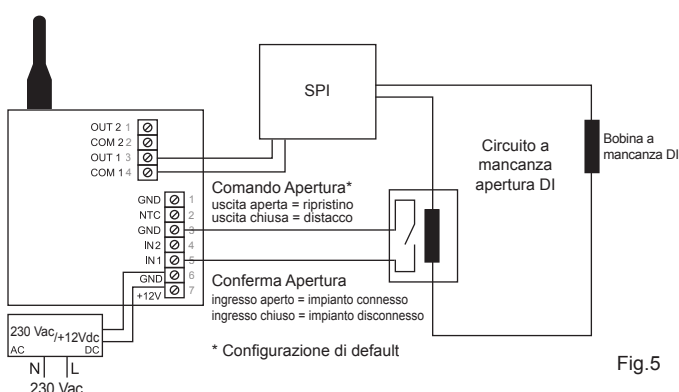 SPI
OUT 2 1
COM 2 2
OUT 1 3
COM 1 4
Circuito a
mancanza
apertura DI
Bobina a
mancanza DI
Comando Apertura*
uscita aperta = ripristino
uscita chiusa = distacco
GND 1
NTC 2
GND 3
IN2 4
IN1 5
GND 6
+12V 7
Conferma Apertura
ingresso aperto = impianto connesso
ingresso chiuso = impianto disconnesso
* Configurazione di default
230 Vac/+12Vdc
AC DC
N L
230 Vac
Fig.5